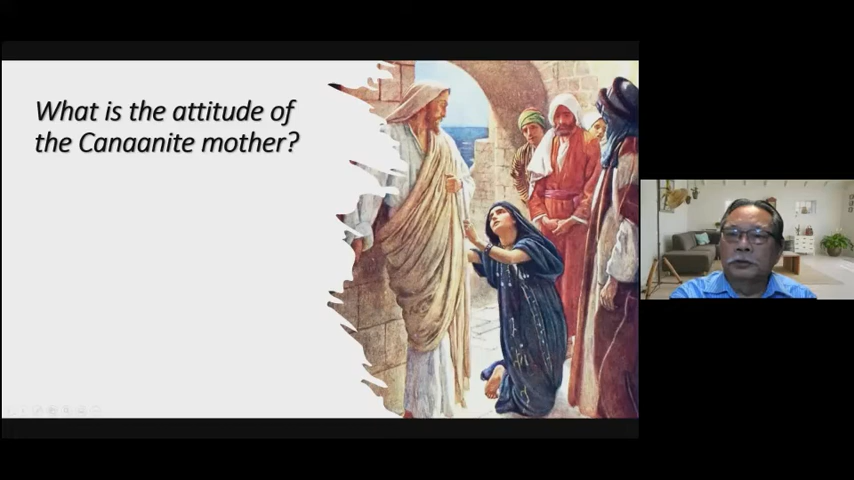 What is the attitude of
the Canaanite mother?